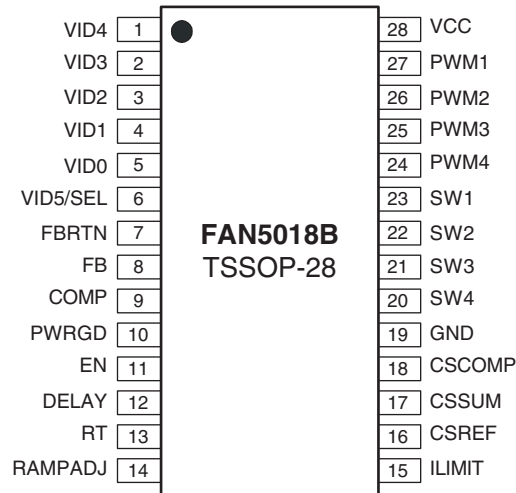 VID4 1 28 VCC
VID3 2 27 PWM1
VID2 3 26 PWM2
VID1 4 25 PWM3
VID0 5 24 PWM4
VID5/SEL 6 23 SW1
FBRTN 7 FAN5018B 22 SW2
FB 8 TSSOP-28 21 SW3
COMP 9 20 SW4
PWRGD 10 19 GND
EN 11 18 CSCOMP
DELAY 12 17 CSSUM
RT 13 16 CSREF
RAMPADJ 14 15 ILIMIT